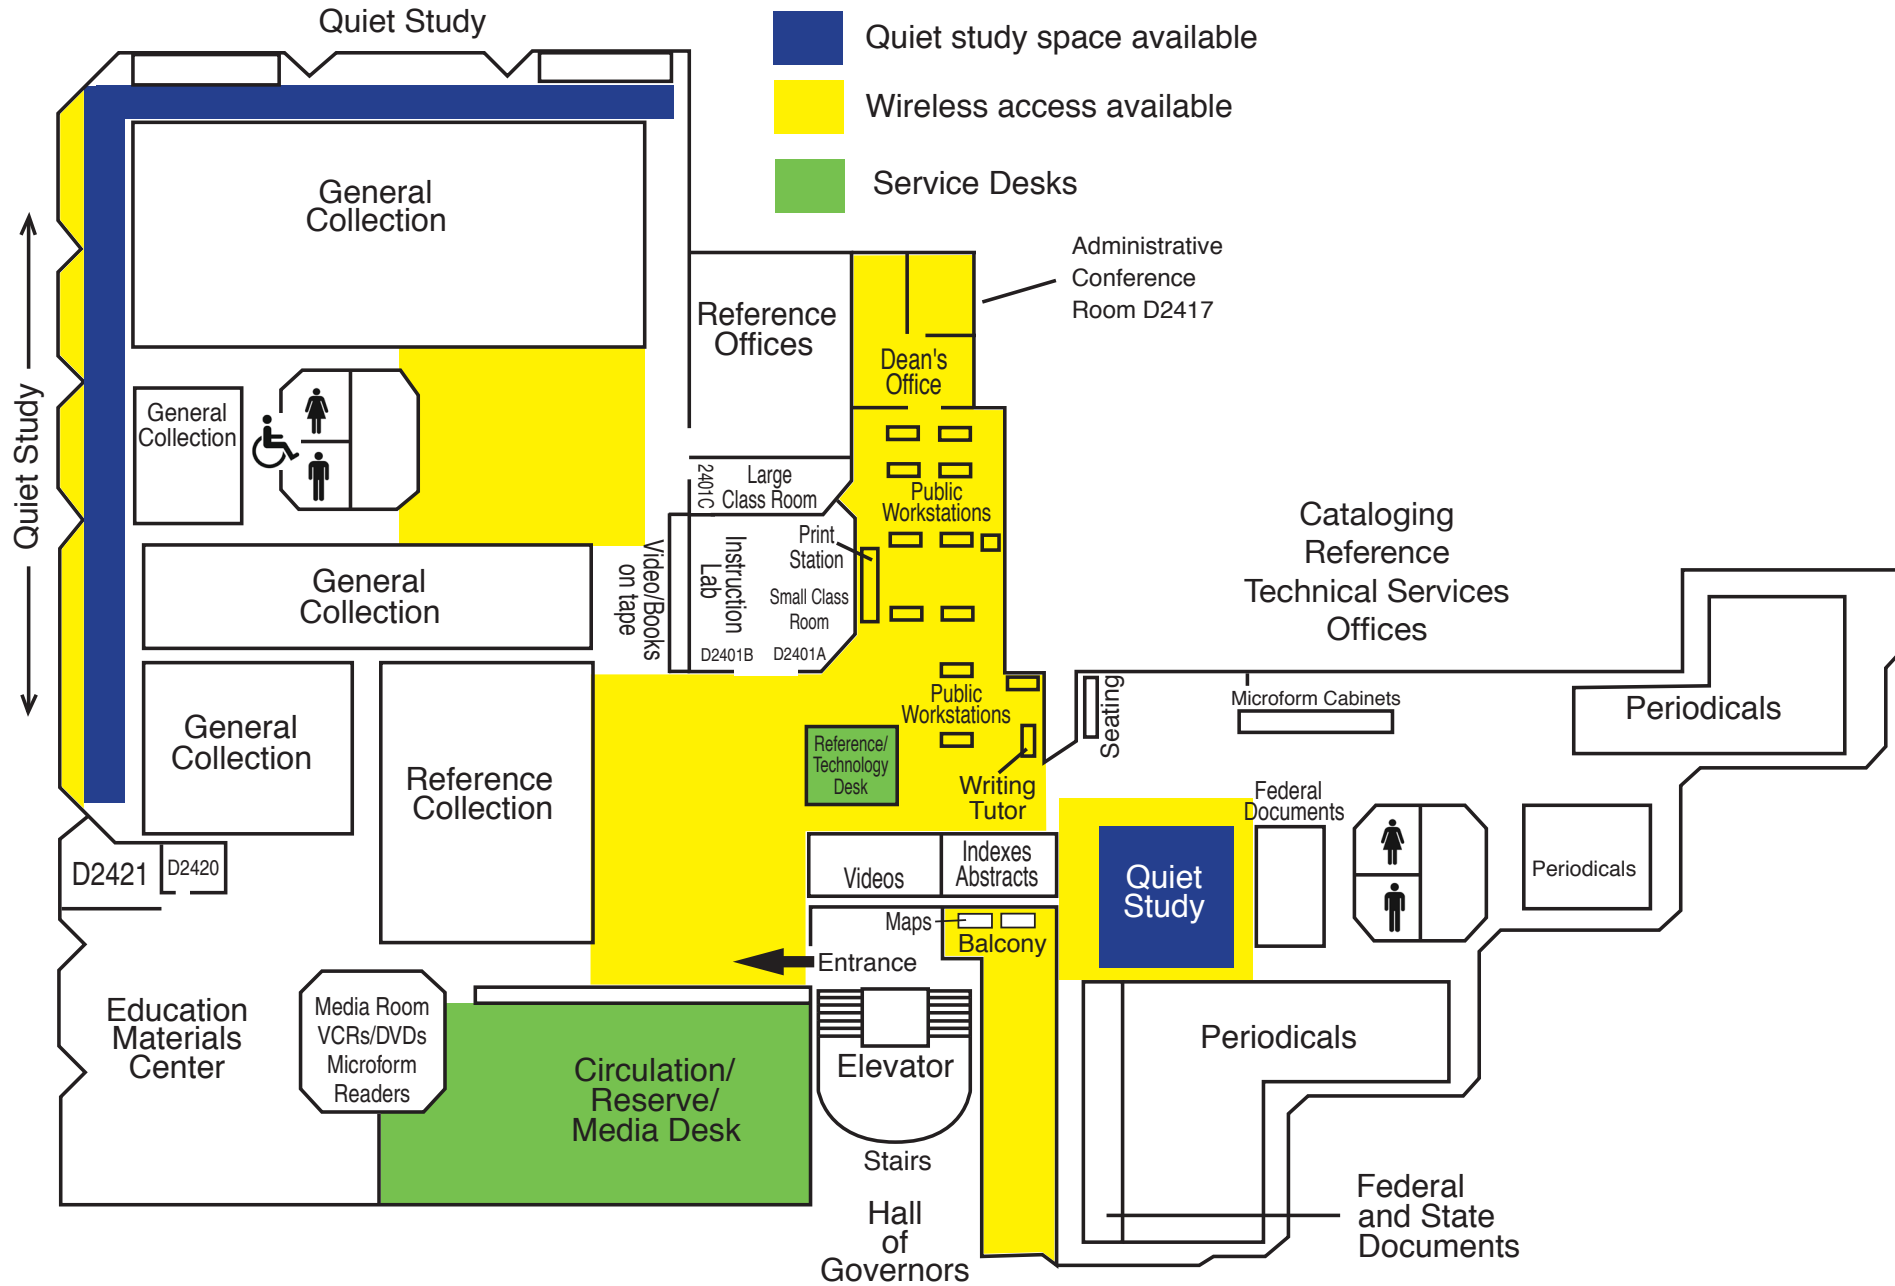 Quiet Study
Quiet study space available
Wireless access available
Service Desks
Administrative
Conference
Room D2417
General
Collection
Reference
Offices
Dean's
Office
Quiet Study
General
Collection
2401C
Large
Class Room
Public
Workstations
Print
Station
Video/Books
on tape
Instruction
Lab
Small Class
Room
D2401B
D2401A
General
Collection
Cataloging
Reference
Technical Services
Offices
General
Collection
Reference
Collection
Public
Workstations
Reference/
Technology
Desk
Writing
Tutor
Seating
Microform Cabinets
Periodicals
Federal
Documents
D2421
D2420
Videos
Indexes
Abstracts
Quiet
Study
Periodicals
Maps
Balcony
Entrance
Education
Materials
Center
Media Room
VCRs/DVDs
Microform
Readers
Circulation/
Reserve/
Media Desk
Elevator
Stairs
Periodicals
Hall
of
Governors
Federal
and State
Documents